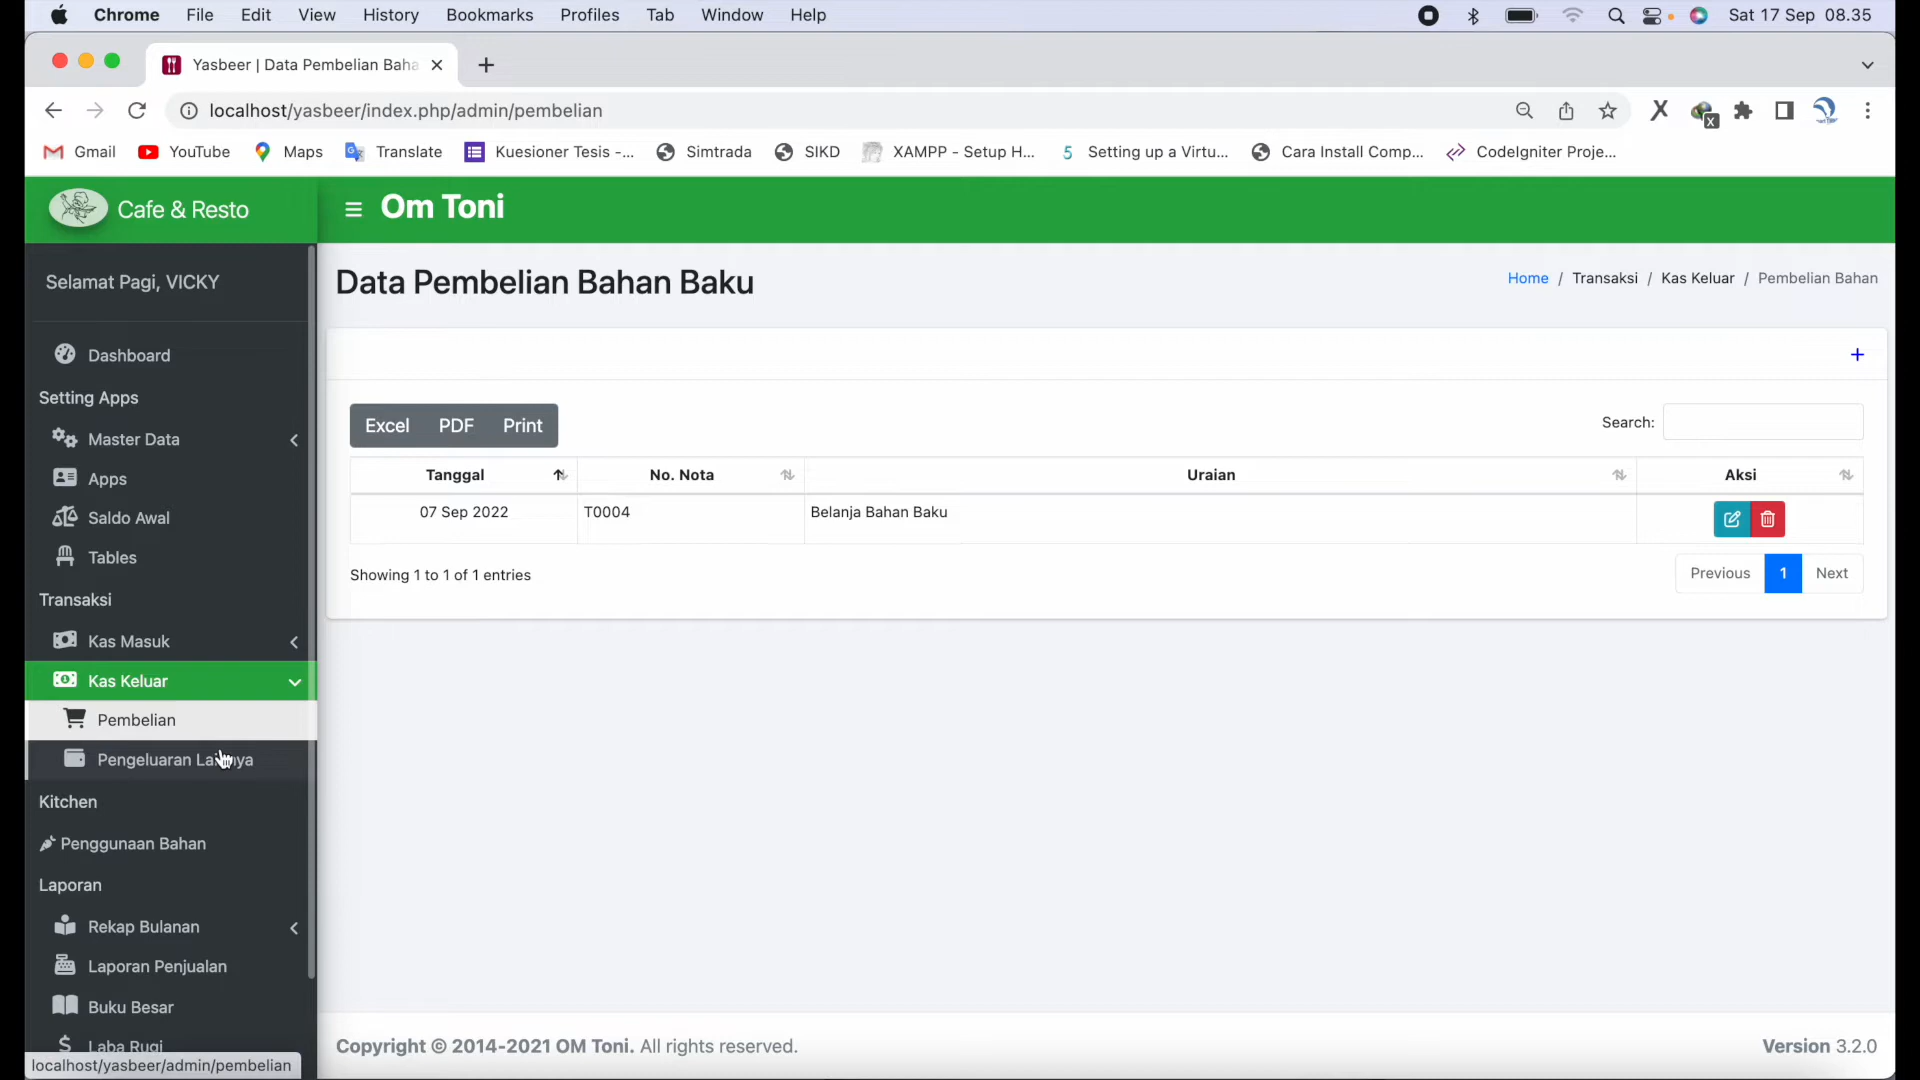 Chrome File Edit View History Bookmarks Profiles Tab Window Help Sat 17 Sep 08.35
Yasbeer | Data Pembelian Baha
localhost/yasbeer/index.php/admin/pembelian
Gmail YouTube Maps Translate Kuesioner Tesis -... Simtrada SIKD XAMPP - Setup H... Setting up a Virtu... Cara Install Comp... CodeIgniter Proje...
Cafe & Resto
Om Toni
Selamat Pagi, VICKY
Dashboard
Setting Apps
Master Data
Apps
Saldo Awal
Tables
Transaksi
Kas Masuk
Kas Keluar
Pembelian
Kitchen
Penggunaan Bahan
Laporan
Rekap Bulanan
Laporan Penjualan
Buku Besar
Laba Rugi
localhost/yasbeer/admin/pembelian
Data Pembelian Bahan Baku
Home / Transaksi / Kas Keluar / Pembelian Bahan
+
Excel PDF Print
Search:
Tanggal No. Nota Uraian Aksi
07 Sep 2022 T0004 Belanja Bahan Baku
Showing 1 to 1 of 1 entries
Previous 1 Next
Pengeluaran
Copyright © 2014-2021 OM Toni. All rights reserved.
Version 3.2.0